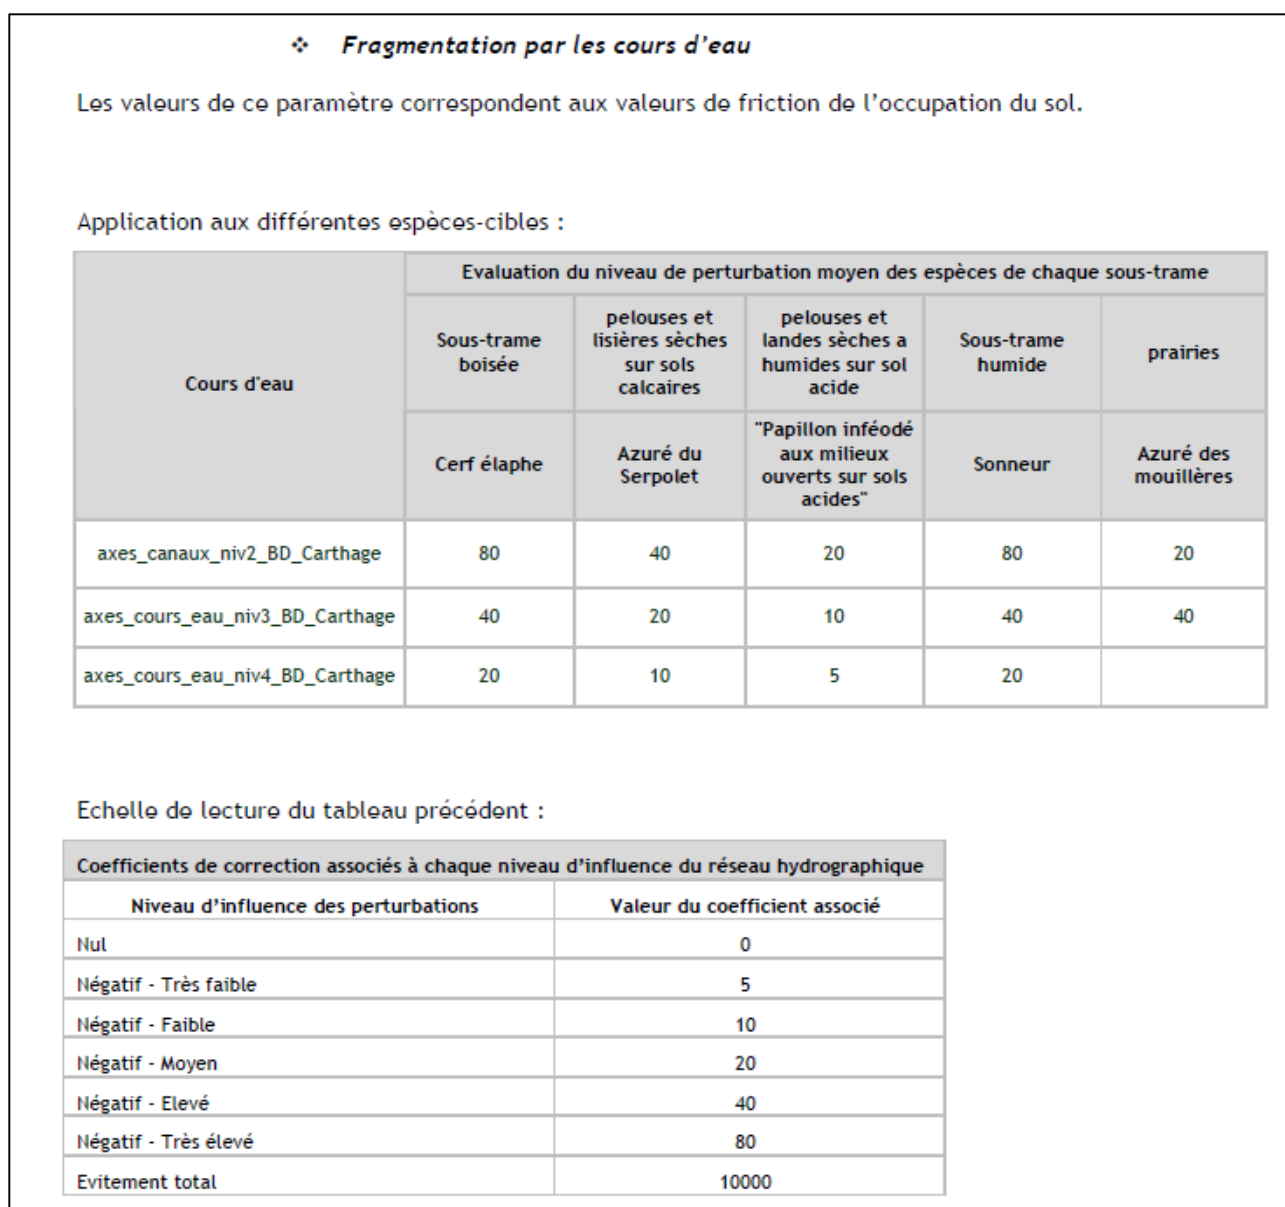 ❖ Fragmentation par les cours d’eau
Les valeurs de ce paramètre correspondent aux valeurs de friction de l’occupation du sol.
Application aux différentes espèces-cibles :
Cours d'eau
Evaluation du niveau de perturbation moyen des espèces de chaque sous-trame
Sous-trame
boisée
pelouses et
lisières sèches
sur sols
calcaires
pelouses et
landes sèches a
humides sur sol
acide
Sous-trame
humide
prairies
Cerf élaphe
Azuré du
Serpolet
"Papillon inféodé
aux milieux
ouverts sur sols
acides"
Sonneur
Azuré des
mouillères
axes_canaux_niv2_BD_Carthage 80 40 20 80 20
axes_cours_eau_niv3_BD_Carthage 40 20 10 40 40
axes_cours_eau_niv4_BD_Carthage 20 10 5 20
Echelle de lecture du tableau précédent :
Coefficients de correction associés à chaque niveau d’influence du réseau hydrographique
Niveau d’influence des perturbations Valeur du coefficient associé
Nul 0
Négatif - Très faible 5
Négatif - Faible 10
Négatif - Moyen 20
Négatif - Elevé 40
Négatif - Très élevé 80
Evitement total 10000